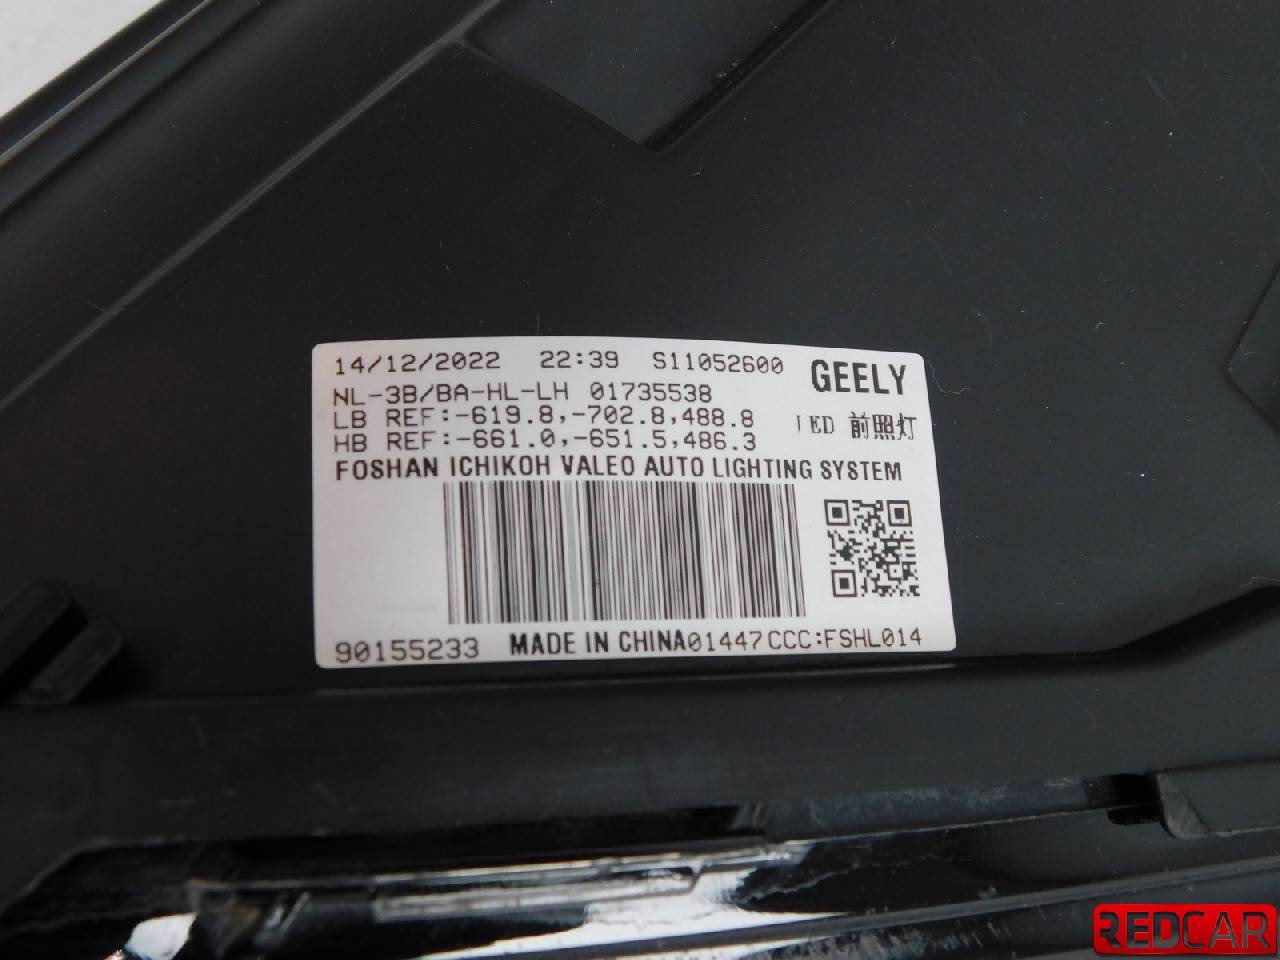 14/12/2022 22:39 S11052600 GEELY
NL-3B/BA-HL-LH 01735538
LB REF:-619.8,-702.8,488.8 LED 前照灯
HB REF:-661.0,-651.5,486.3
FOSHAN ICHIKOH VALEO AUTO LIGHTING SYSTEM
90155233 MADE IN CHINA 01447 CCC:FSHL014
REDCAR